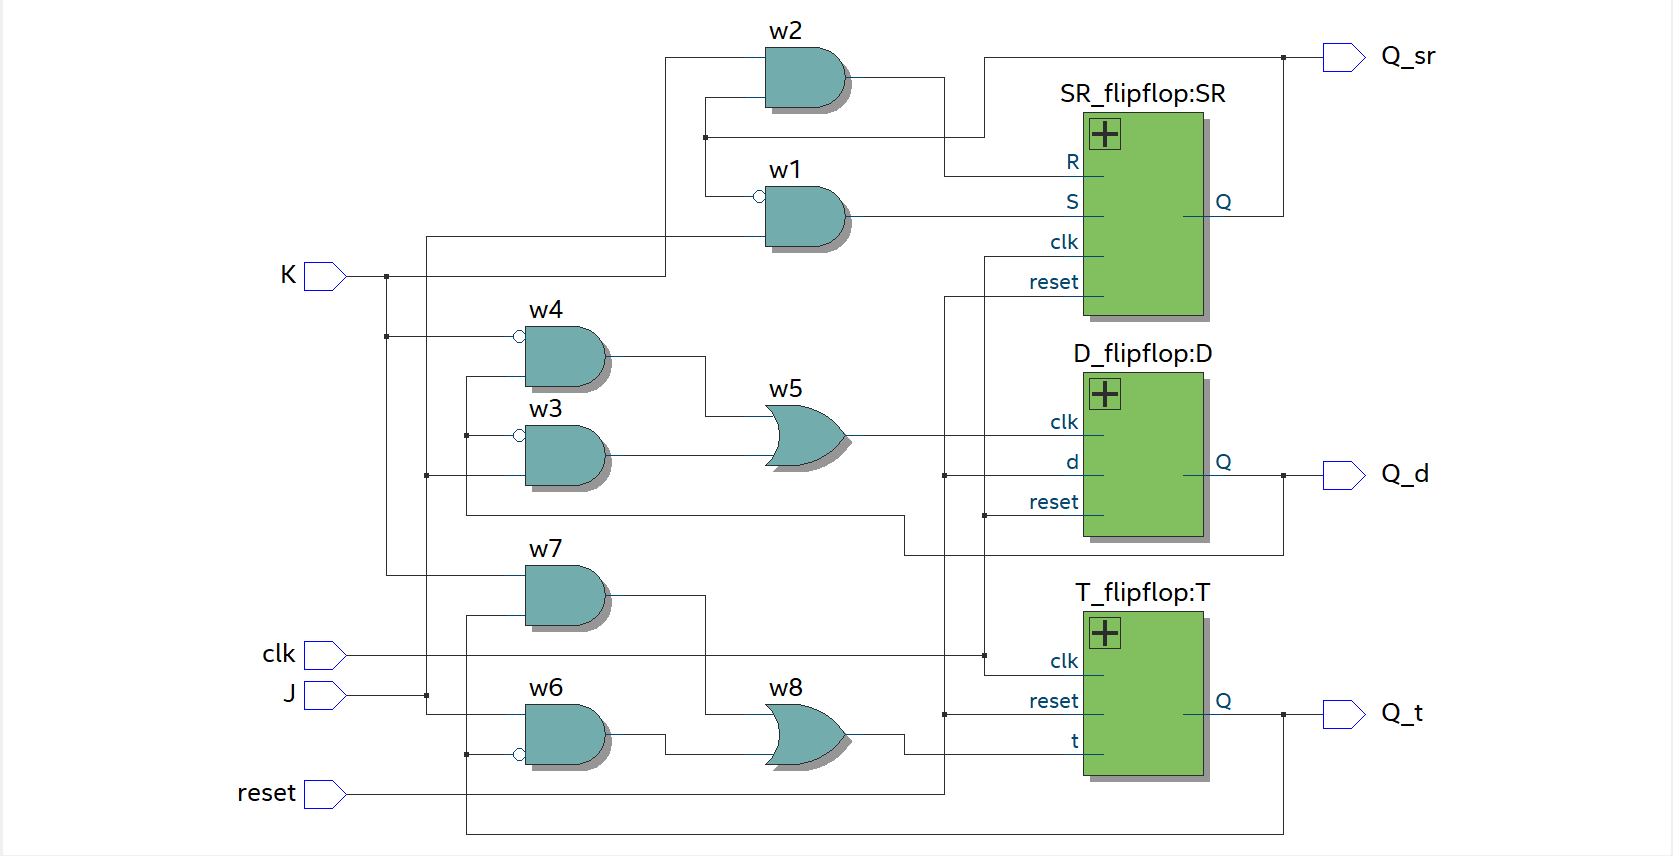 w2
Q_sr
SR_flipflop:SR
R
w1
S
Q
clk
K
reset
w4
D_flipflop:D
w5
w3
clk
d
Q
Q_d
reset
w7
T_flipflop:T
clk
clk
J
w6
w8
reset
Q
Q_t
t
reset